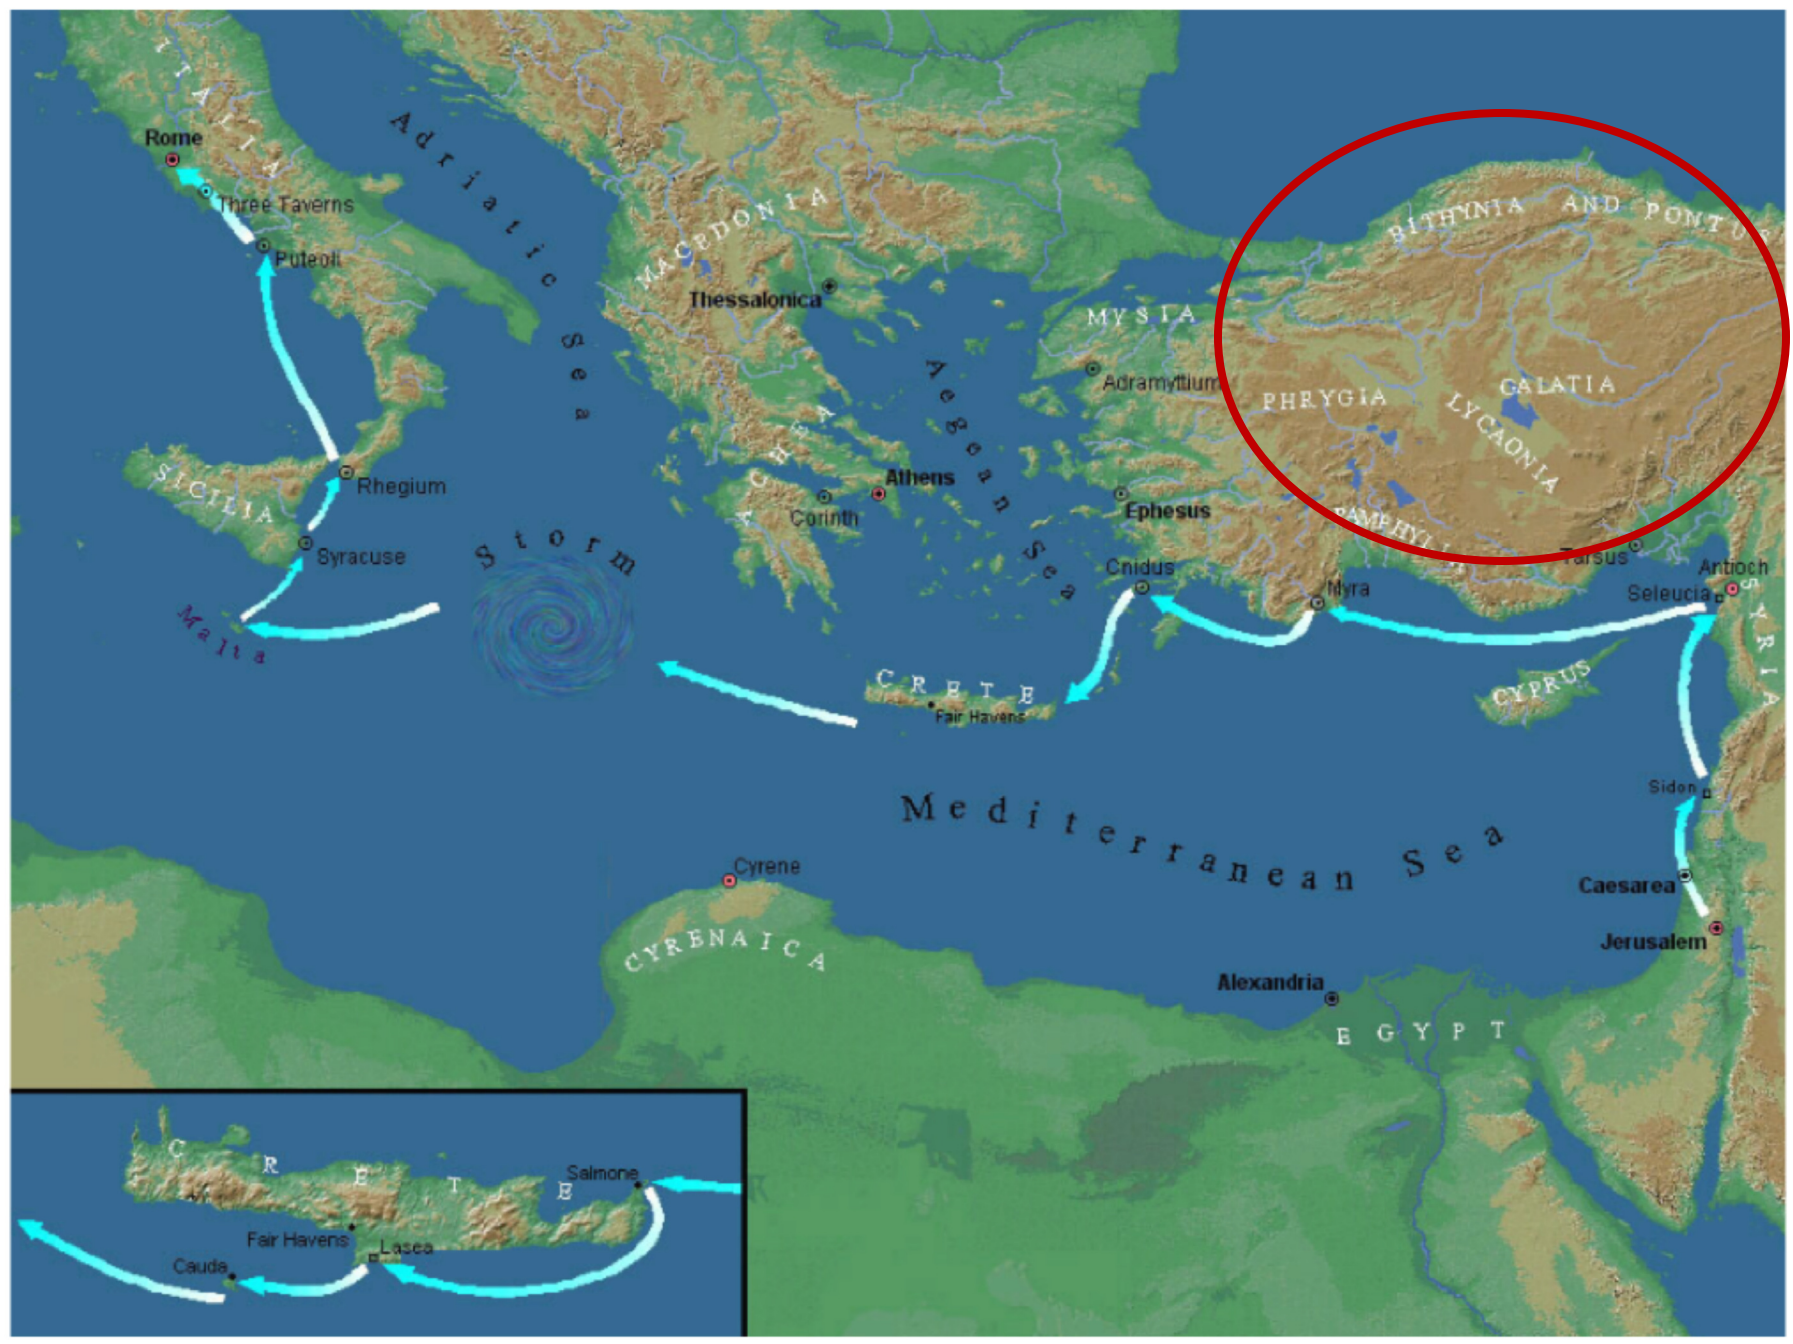 ITALIA
Rome
Three Taverns
Puteoli
Adriatic Sea
MACEDONIA
Thessalonica
BITHYNIA AND PONTUS
MYSIA
Adramyttium
Aegean Sea
PHRYGIA
GALATIA
LYCAONIA
ACHEA
Athens
Corinth
Ephesus
SICILIA
Rhegium
Syracuse
Storm
Malta
Cnidus
Myra
Tarsus
Antioch
Seleucia
SYRIA
CYPRUS
CRETE
Fair Havens
Sidon
Mediterranean Sea
Caesarea
Jerusalem
Cyrene
CYRENAICA
Alexandria
EGYPT
CRETE
Salmone
Fair Havens
Lasea
Cauda